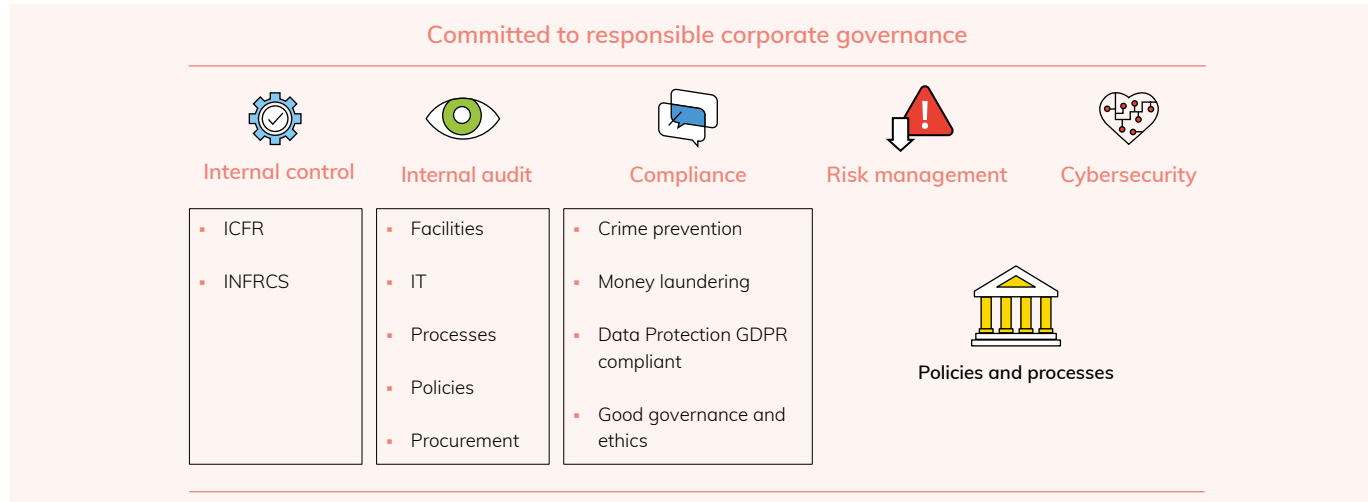 Committed to responsible corporate governance
Internal control
Internal audit
Compliance
Risk management
Cybersecurity
▪ ICFR
▪ INFRCS
▪ Facilities
▪ IT
▪ Processes
▪ Policies
▪ Procurement
▪ Crime prevention
▪ Money laundering
▪ Data Protection GDPR
compliant
▪ Good governance and
ethics
Policies and processes